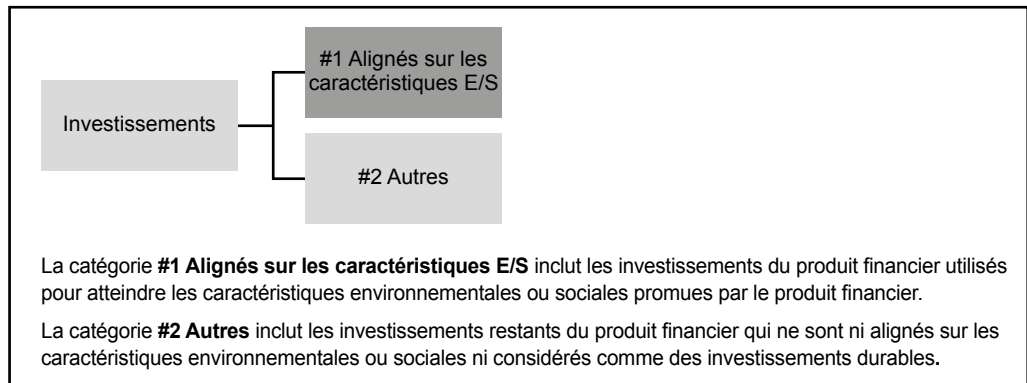 #1 Alignés sur les
caractéristiques E/S
Investissements
#2 Autres
La catégorie #1 Alignés sur les caractéristiques E/S inclut les investissements du produit financier utilisés
pour atteindre les caractéristiques environnementales ou sociales promues par le produit financier.
La catégorie #2 Autres inclut les investissements restants du produit financier qui ne sont ni alignés sur les
caractéristiques environnementales ou sociales ni considérés comme des investissements durables.